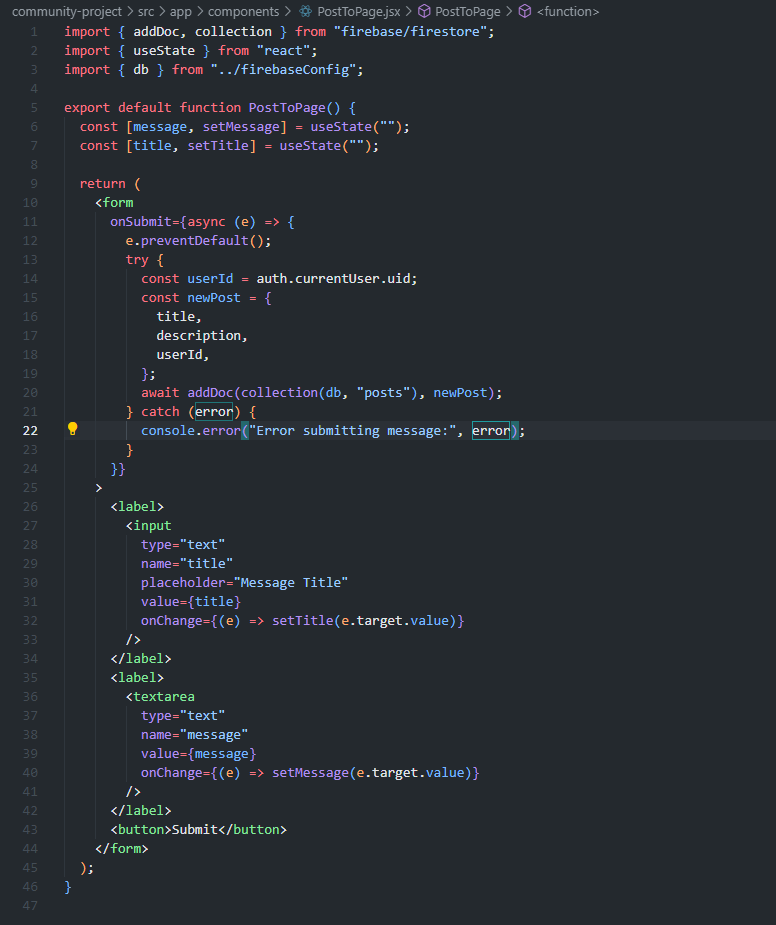 community-project > src > app > components > PostToPage.jsx > PostToPage > <function>
1 import { addDoc, collection } from "firebase/firestore";
2 import { useState } from "react";
3 import { db } from "../firebaseConfig";
4
5 export default function PostToPage() {
6   const [message, setMessage] = useState("");
7   const [title, setTitle] = useState("");
8
9   return (
10     <form
11       onSubmit={async (e) => {
12         e.preventDefault();
13         try {
14           const userId = auth.currentUser.uid;
15           const newPost = {
16             title,
17             description,
18             userId,
19           };
20           await addDoc(collection(db, "posts"), newPost);
21         } catch (error) {
22           console.error("Error submitting message:", error);
23         }
24       }}
25     >
26       <label>
27         <input
28           type="text"
29           name="title"
30           placeholder="Message Title"
31           value={title}
32           onChange={(e) => setTitle(e.target.value)}
33         />
34       </label>
35       <label>
36         <textarea
37           type="text"
38           name="message"
39           value={message}
40           onChange={(e) => setMessage(e.target.value)}
41         />
42       </label>
43       <button>Submit</button>
44     </form>
45   );
46 }
47